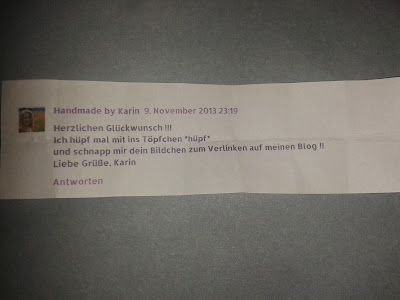 Handmade by Karin 9. November 2013 23:19
Herzlichen Glückwunsch !!!
Ich hüpf mal mit ins Töpfchen *hüpf*
und schnapp mir dein Bildchen zum Verlinken auf meinen Blog !!
Liebe Grüße, Karin
Antworten